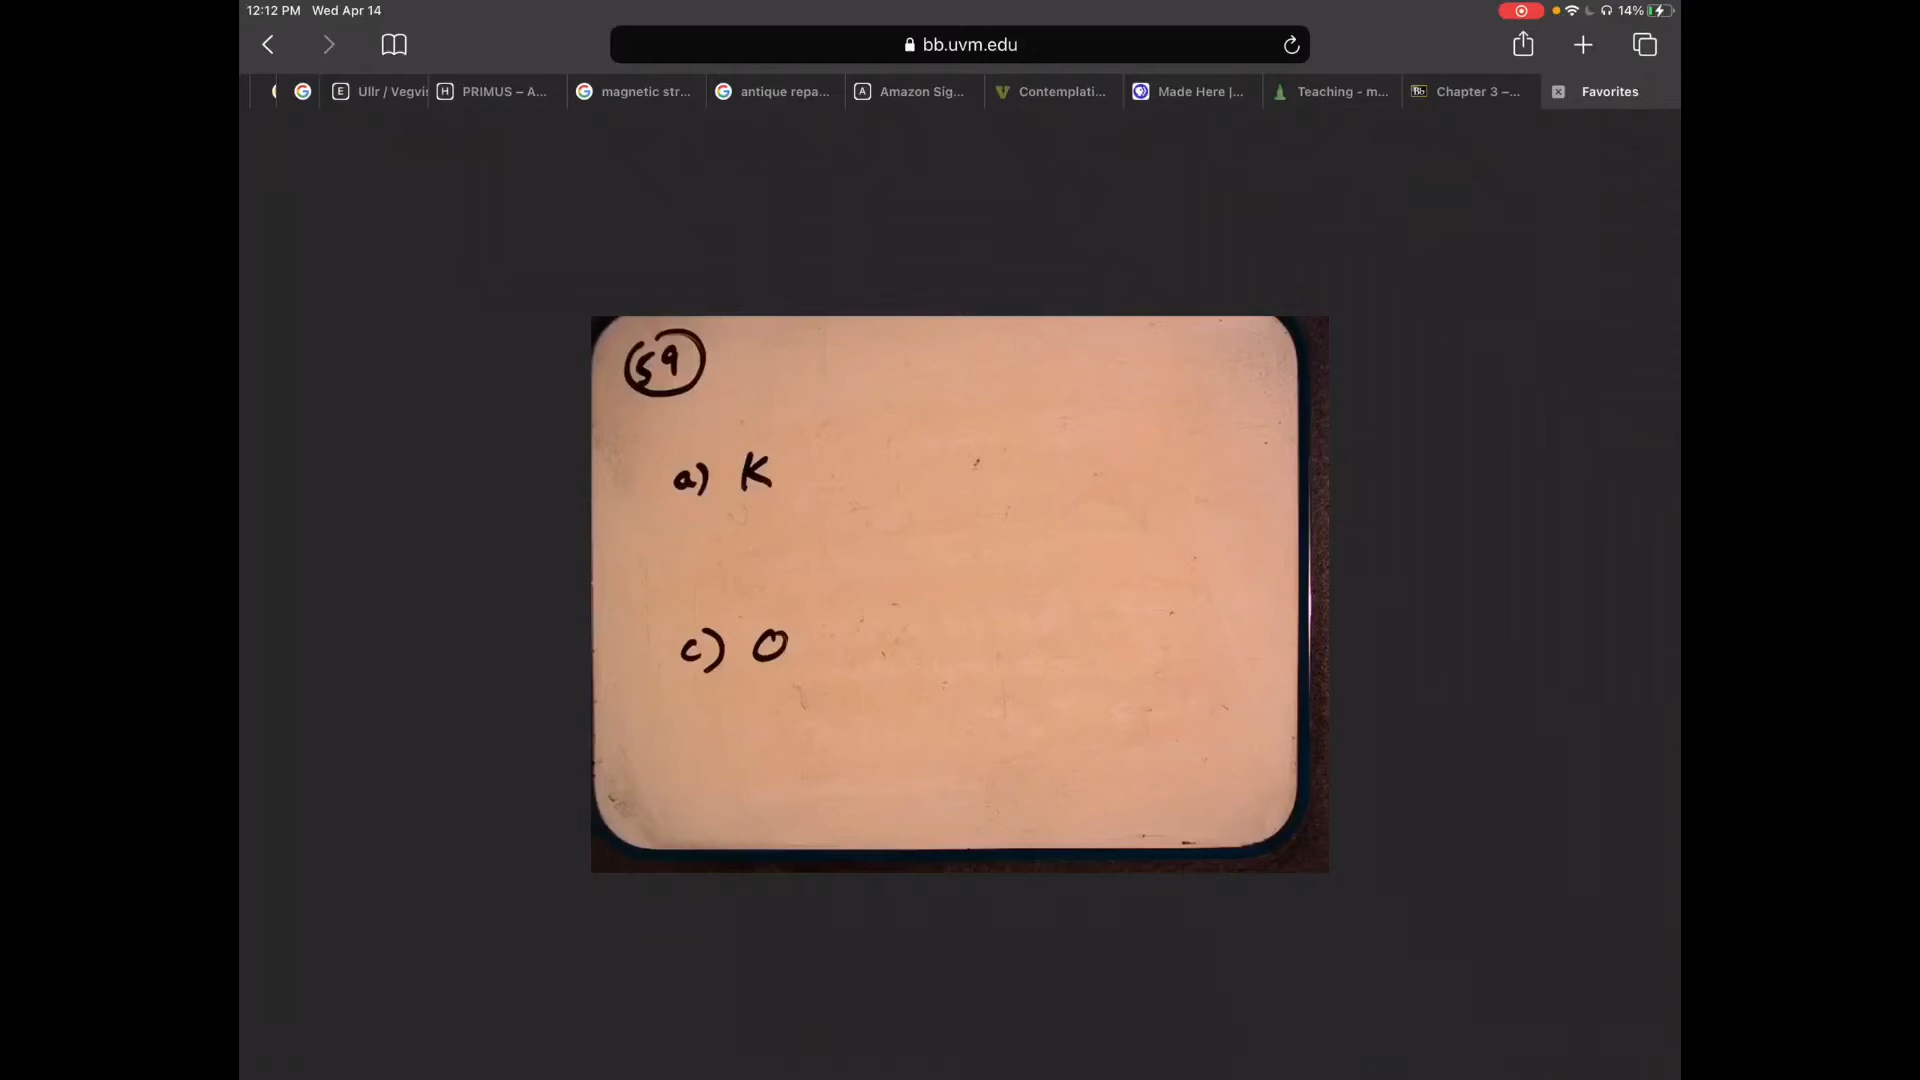 12:12 PM Wed Apr 14
14%
bb.uvm.edu
E Ullr / Vegvi
H PRIMUS – A...
magnetic str...
antique repa...
A Amazon Sig...
Contemplati...
Made Here |...
Teaching - m...
Bb Chapter 3 –...
Favorites
59
a) K
c) O